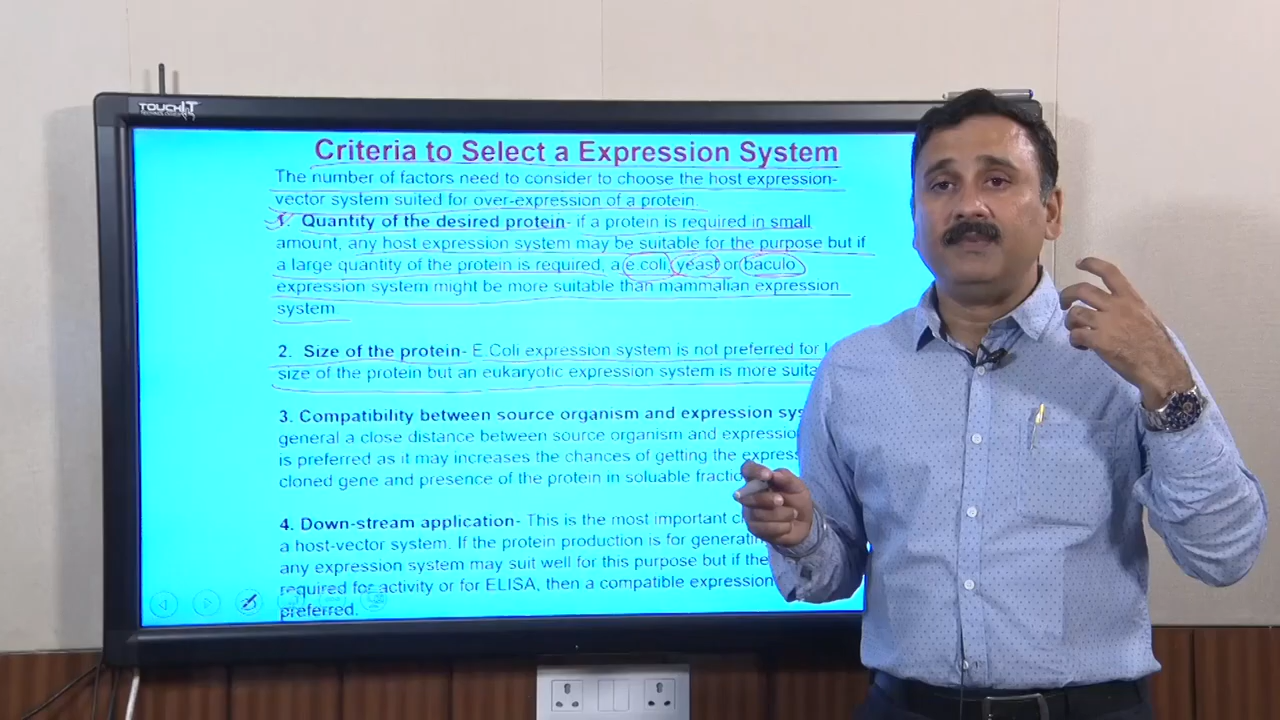 TOUCHIT
Criteria to Select a Expression System
The number of factors need to consider to choose the host expression-
vector system suited for over-expression of a protein.
1. Quantity of the desired protein- if a protein is required in small
amount, any host expression system may be suitable for the purpose but if
a large quantity of the protein is required, a e.coli, yeast or baculo
expression system might be more suitable than mammalian expression
system
2. Size of the protein- E.Coli expression system is not preferred for
size of the protein but an eukaryotic expression system is more
3. Compatibility between source organism and expression
general a close distance between source organism and
is preferred as it may increases the chances of getting the
cloned gene and presence of the protein in soluable
4. Down-stream application- This is the most important
a host-vector system. If the protein production is for
any expression system may suit well for this purpose but if
required for activity or for ELISA, then a compatible
preferred.